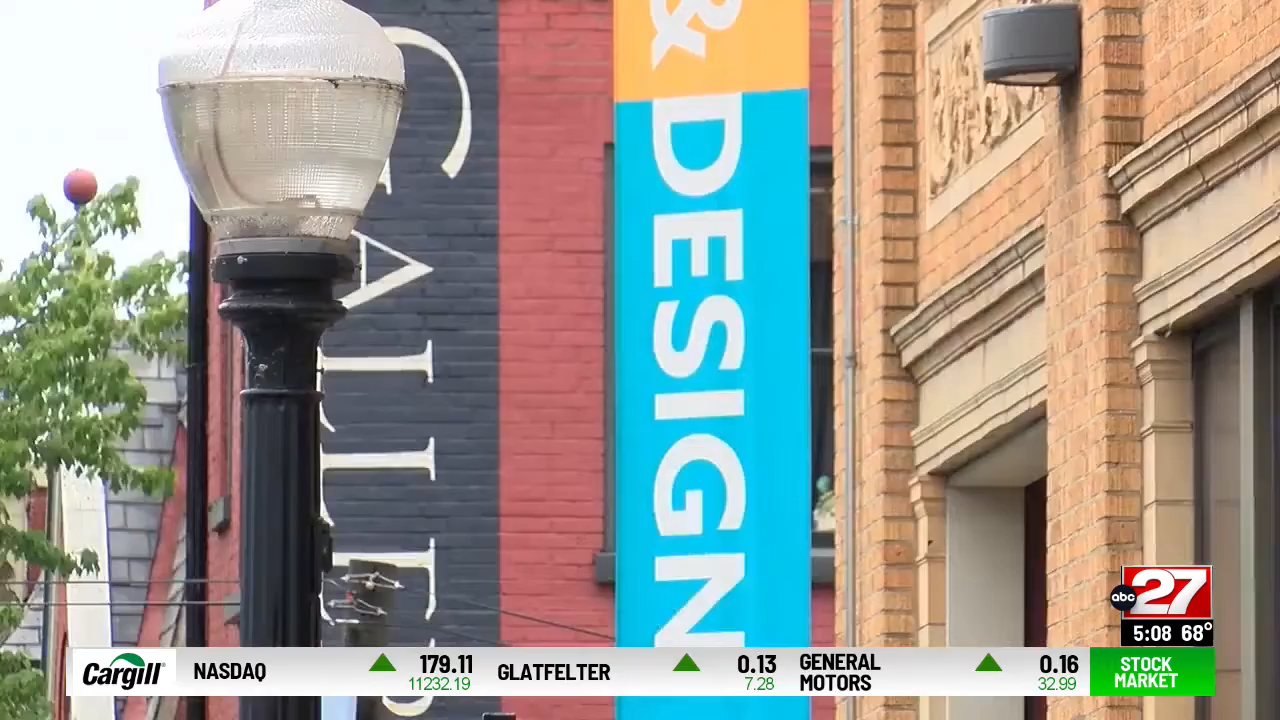 &
DESIGN
abc 27
5:08 68°
Cargill
NASDAQ
179.11
11232.19
GLATFELTER
0.13
7.28
GENERAL
MOTORS
0.16
32.99
STOCK
MARKET